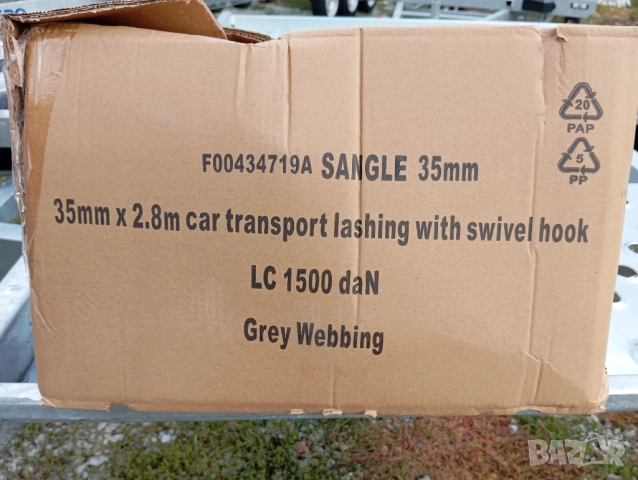 20
PAP
5
PP
F00434719A SANGLE 35mm
35mm x 2.8m car transport lashing with swivel hook
LC 1500 daN
Grey Webbing
BAZAR